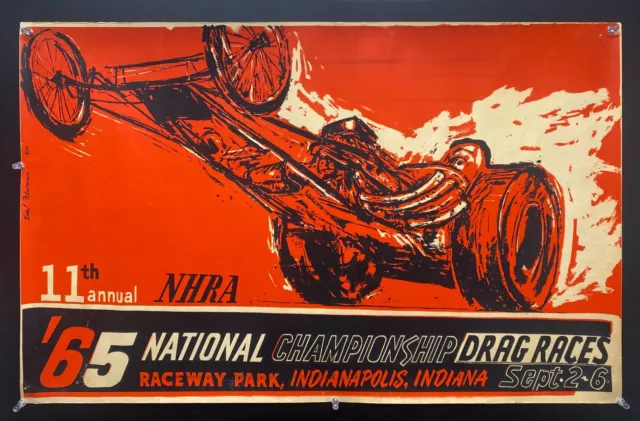 11th annual NHRA
'65 NATIONAL CHAMPIONSHIP DRAG RACES
RACEWAY PARK, INDIANAPOLIS, INDIANA Sept. 2-6